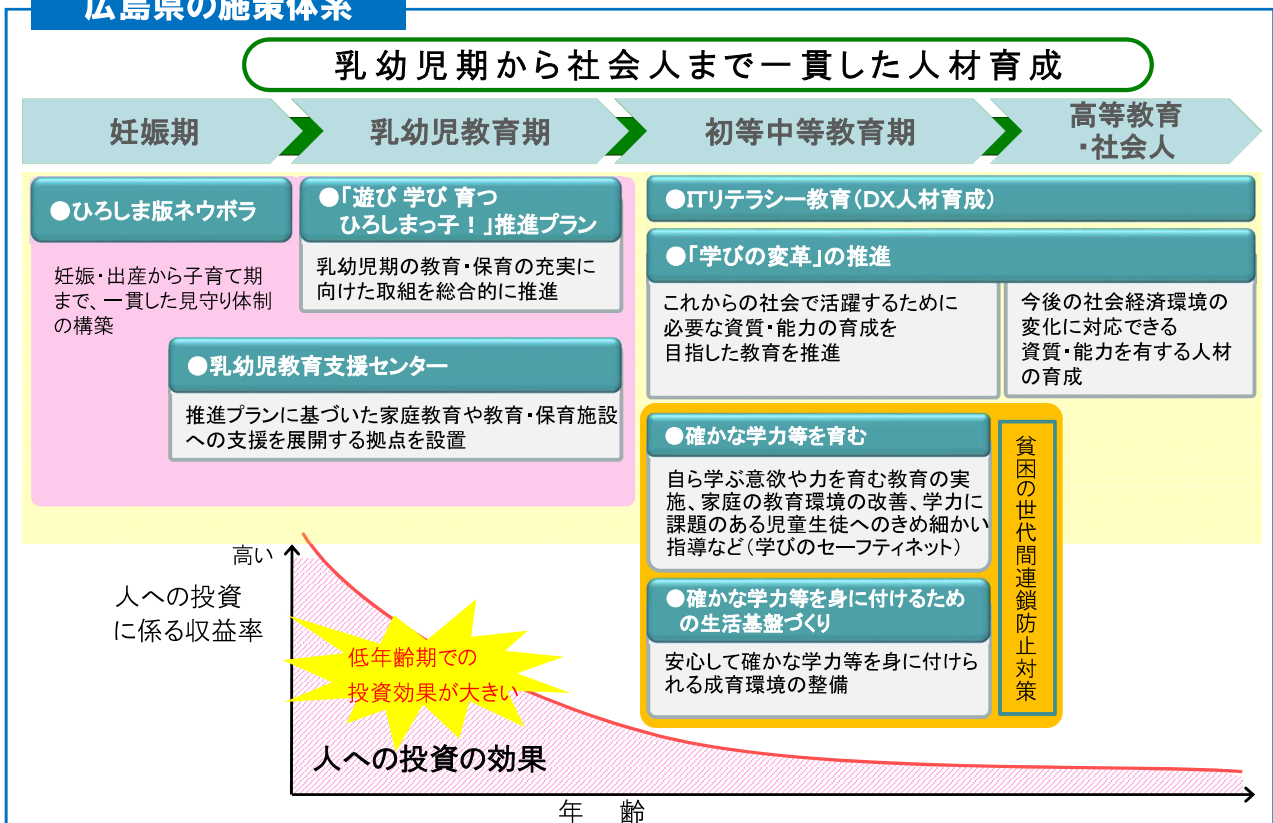 広島県の施策体系
乳幼児期から社会人まで一貫した人材育成
妊娠期
乳幼児教育期
初等中等教育期
高等教育
・社会人
●ひろしま版ネウボラ
妊娠・出産から子育て期
まで、一貫した見守り体制
の構築
●「遊び 学び 育つ
ひろしまっ子！」推進プラン
乳幼児期の教育・保育の充実に
向けた取組を総合的に推進
●乳幼児教育支援センター
推進プランに基づいた家庭教育や教育・保育施設
への支援を展開する拠点を設置
●ITリテラシー教育(DX人材育成)
●「学びの変革」の推進
これからの社会で活躍するために
必要な資質・能力の育成を
目指した教育を推進
今後の社会経済環境の
変化に対応できる
資質・能力を有する人材
の育成
●確かな学力等を育む
自ら学ぶ意欲や力を育む教育の実
施、家庭の教育環境の改善、学力に
課題のある児童生徒へのきめ細かい
指導など(学びのセーフティネット)
●確かな学力等を身に付けるため
の生活基盤づくり
安心して確かな学力等を身に付けら
れる成育環境の整備
貧困の世代間連鎖防止対策
高い
人への投資
に係る収益率
低年齢期での
投資効果が大きい
人への投資の効果
年 齢